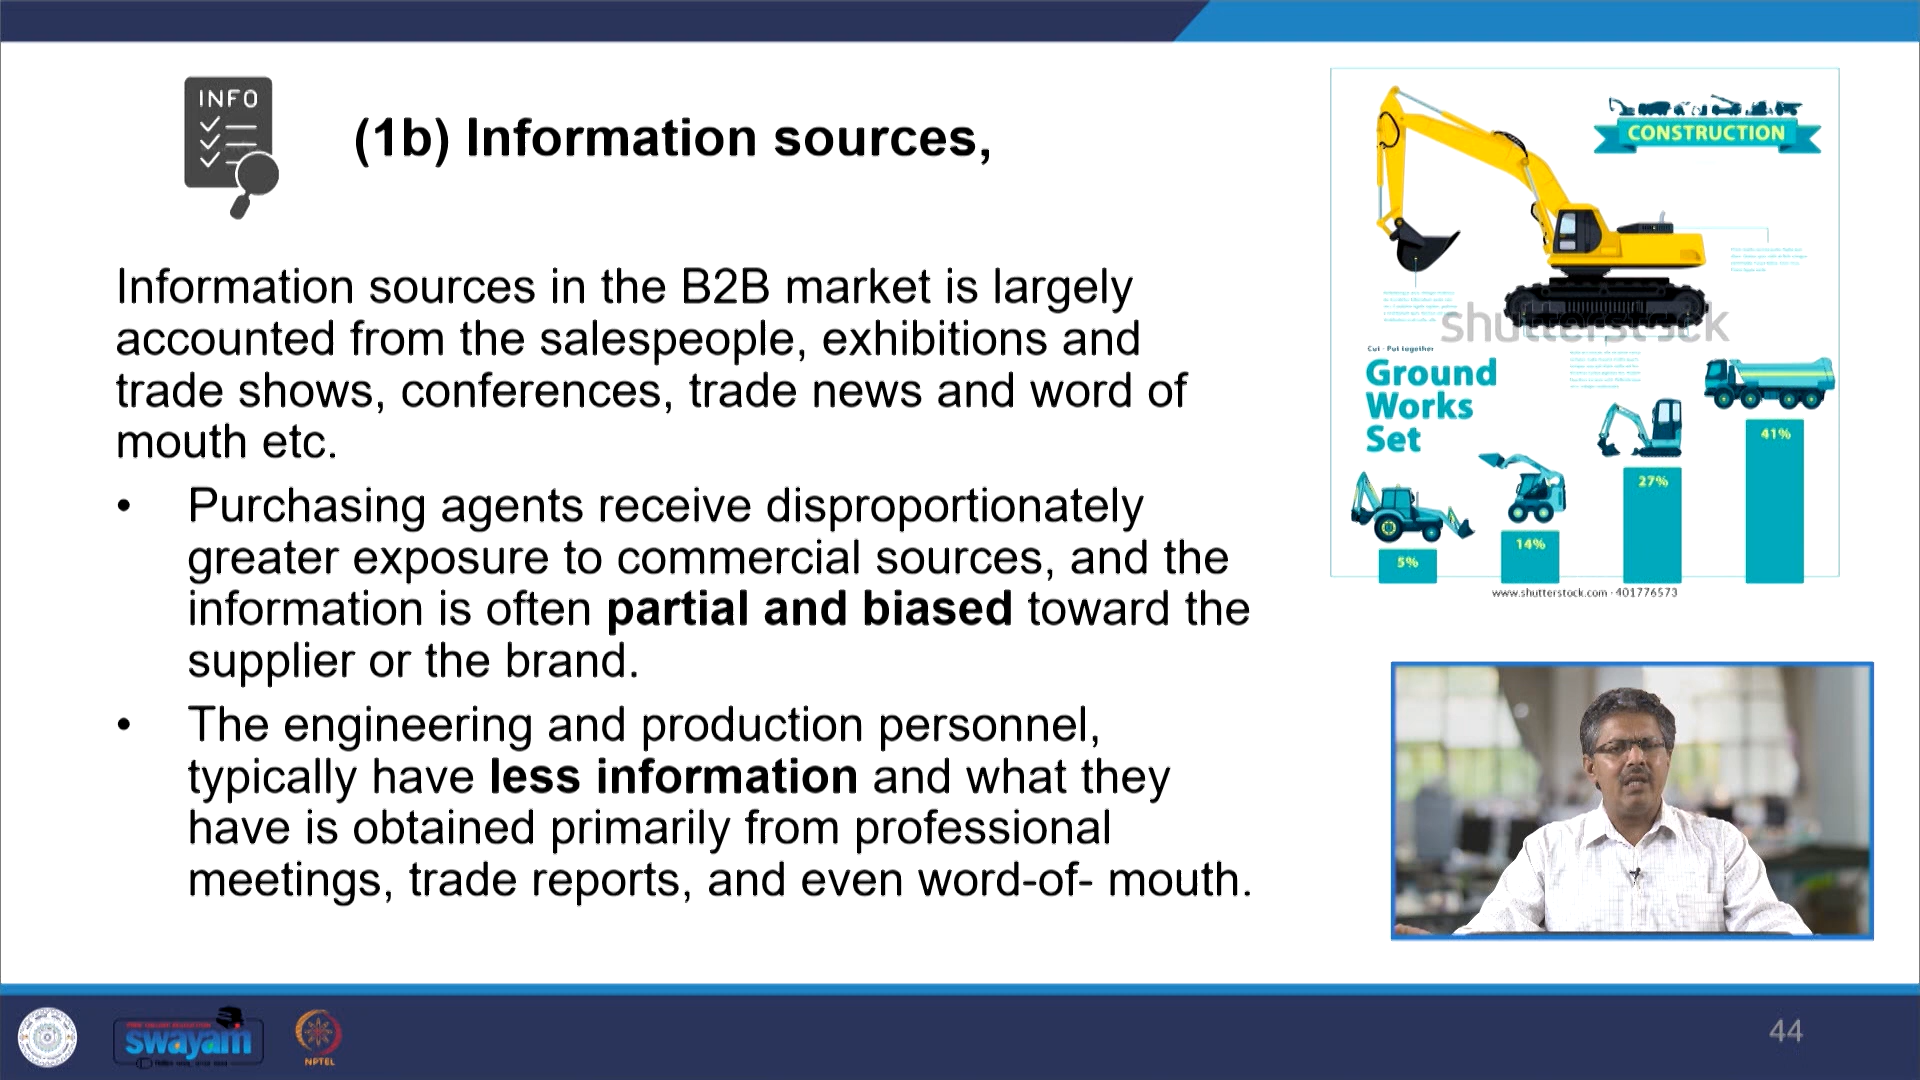 INFO
(1b) Information sources,
Information sources in the B2B market is largely
accounted from the salespeople, exhibitions and
trade shows, conferences, trade news and word of
mouth etc.
• Purchasing agents receive disproportionately
greater exposure to commercial sources, and the
information is often partial and biased toward the
supplier or the brand.
• The engineering and production personnel,
typically have less information and what they
have is obtained primarily from professional
meetings, trade reports, and even word-of- mouth.
CONSTRUCTION
shutterstock
Cut - Put together
Ground
Works
Set
5%
14%
27%
41%
www.shutterstock.com · 401776573
swayam
NPTEL
44